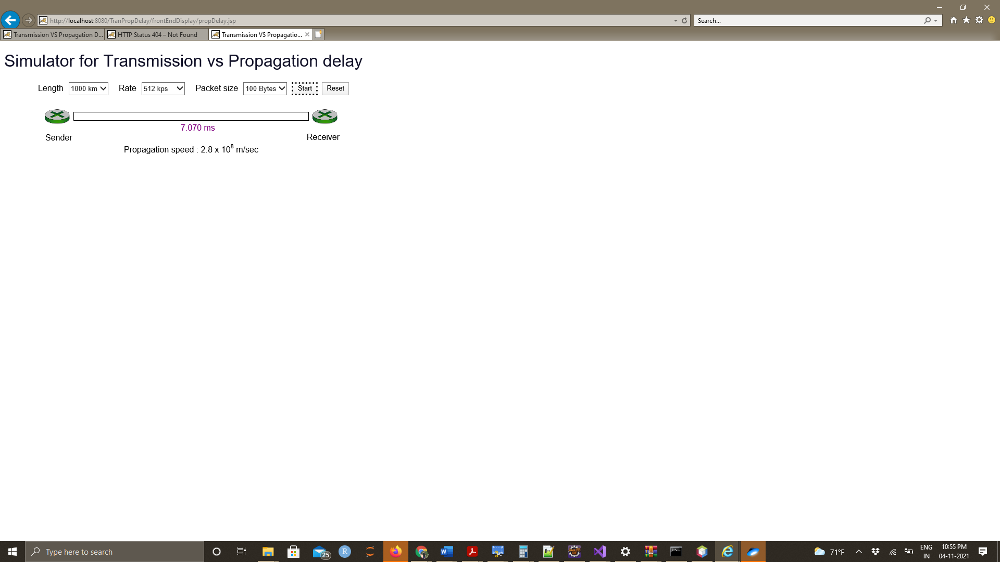 http://localhost:8080/TranPropDelay/frontEndDisplay/propDelay.jsp
Search...
Transmission VS Propagation D...
HTTP Status 404 – Not Found
Transmission VS Propagatio...
Simulator for Transmission vs Propagation delay
Length 1000 km Rate 512 kps Packet size 100 Bytes Start Reset
7.070 ms
Sender
Receiver
Propagation speed : 2.8 x 10⁸ m/sec
Type here to search
25
71°F
ENG
IN
10:55 PM
04-11-2021